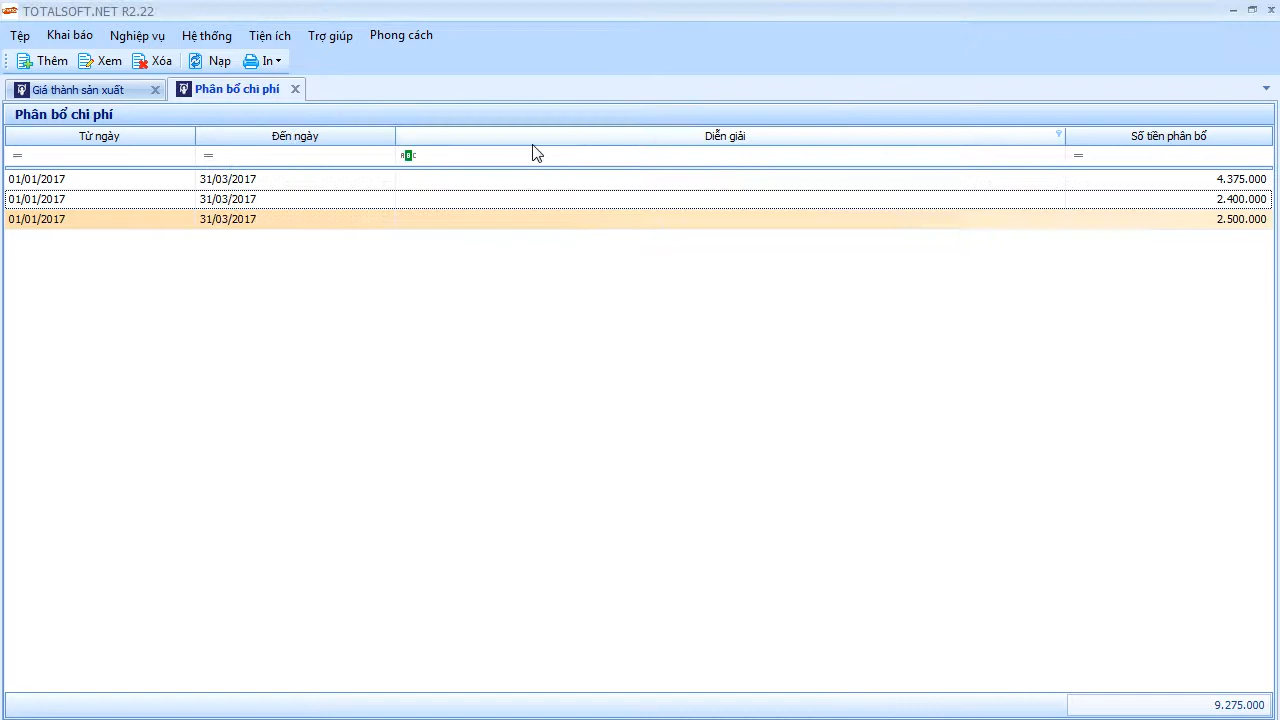 TOTALSOFT.NET R2.22
Tệp Khai báo Nghiệp vụ Hệ thống Tiện ích Trợ giúp Phong cách
Thêm Xem Xóa Nạp In
Giá thành sản xuất Phân bổ chi phí
Phân bổ chi phí
Từ ngày Đến ngày Diễn giải Số tiền phân bổ
= = ABC =
01/01/2017 31/03/2017 4.375.000
01/01/2017 31/03/2017 2.400.000
01/01/2017 31/03/2017 2.500.000
9.275.000